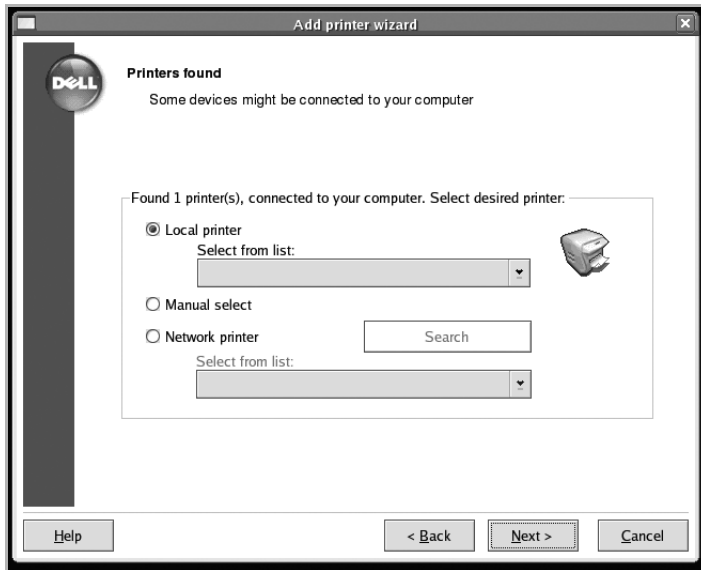 Add printer wizard
DELL
Printers found
Some devices might be connected to your computer
Found 1 printer(s), connected to your computer. Select desired printer:
Local printer
Select from list:
Manual select
Network printer
Search
Select from list:
Help
< Back
Next >
Cancel